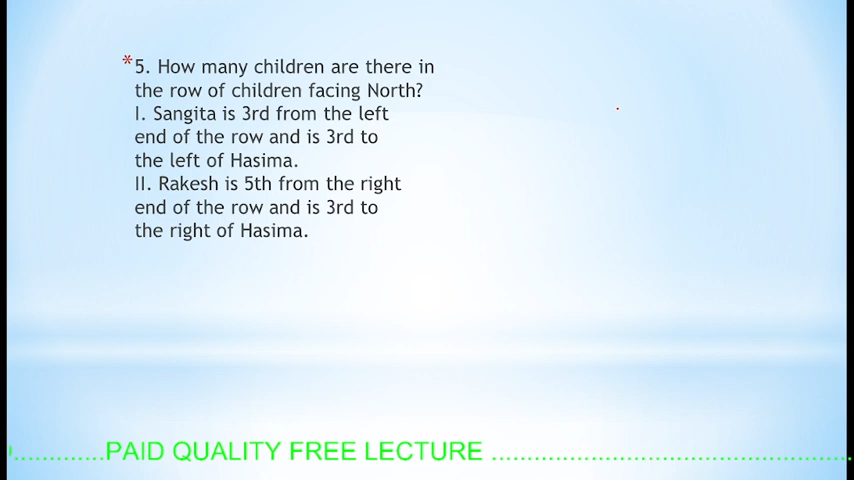 *5. How many children are there in
the row of children facing North?
I. Sangita is 3rd from the left
end of the row and is 3rd to
the left of Hasima.
II. Rakesh is 5th from the right
end of the row and is 3rd to
the right of Hasima.
.............PAID QUALITY FREE LECTURE ......................................................